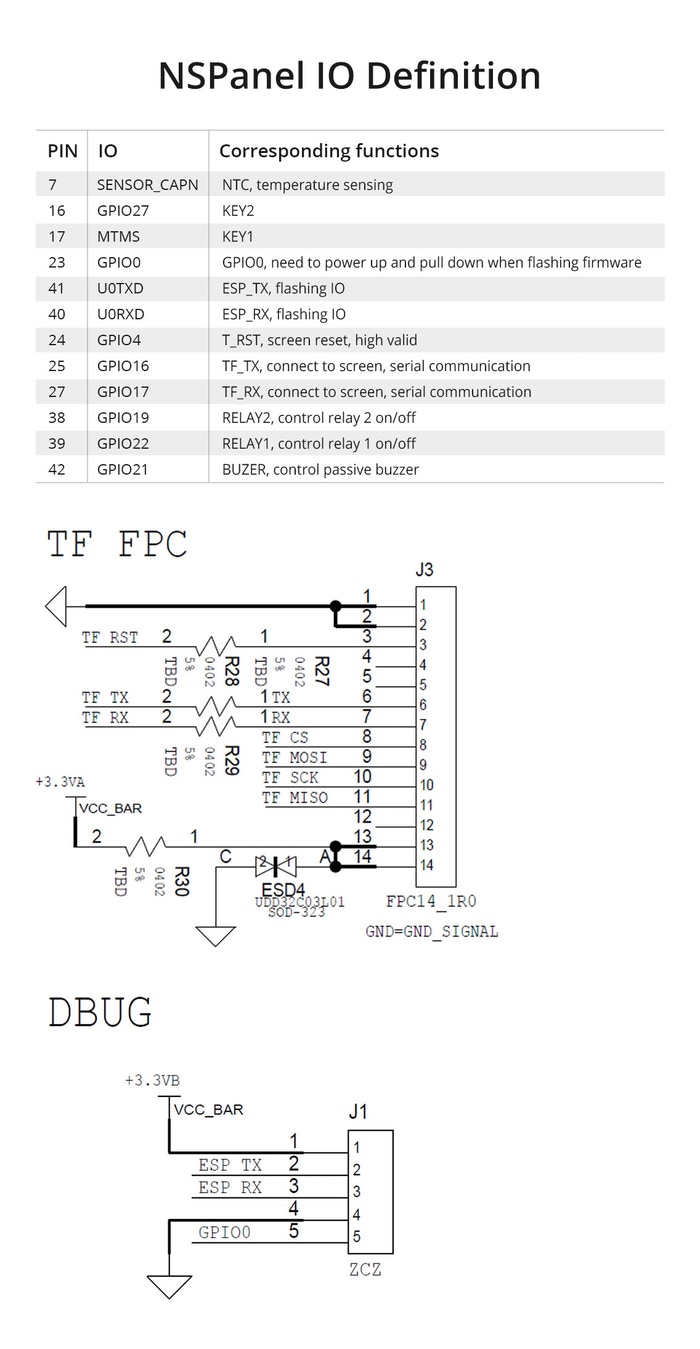 NSPanel IO Definition
PIN IO Corresponding functions
7 SENSOR_CAPN NTC, temperature sensing
16 GPIO27 KEY2
17 MTMS KEY1
23 GPIO0 GPIO0, need to power up and pull down when flashing firmware
41 U0TXD ESP_TX, flashing IO
40 U0RXD ESP_RX, flashing IO
24 GPIO4 T_RST, screen reset, high valid
25 GPIO16 TF_TX, connect to screen, serial communication
27 GPIO17 TF_RX, connect to screen, serial communication
38 GPIO19 RELAY2, control relay 2 on/off
39 GPIO22 RELAY1, control relay 1 on/off
42 GPIO21 BUZER, control passive buzzer
TF FPC
J3
1 1
2 2
TF RST 2 1 3 3
TBD 5% 0402 R28 TBD 5% 0402 R27
4 4
5 5
TF TX 2 1 TX 6 6
TF RX 2 1 RX 7 7
TBD 5% 0402 R29
TF CS 8 8
TF MOSI 9 9
TF SCK 10 10
TF MISO 11 11
12 12
+3.3VA
VCC_BAR
2 1 13 13
TBD 5% 0402 R30
C 2 1 A 14 14
ESD4
UDD32C03L01
SOD-323
FPC14_1R0
GND=GND_SIGNAL
DBUG
+3.3VB
VCC_BAR
J1
1 1
ESP TX 2 2
ESP RX 3 3
4 4
GPIO0 5 5
ZCZ